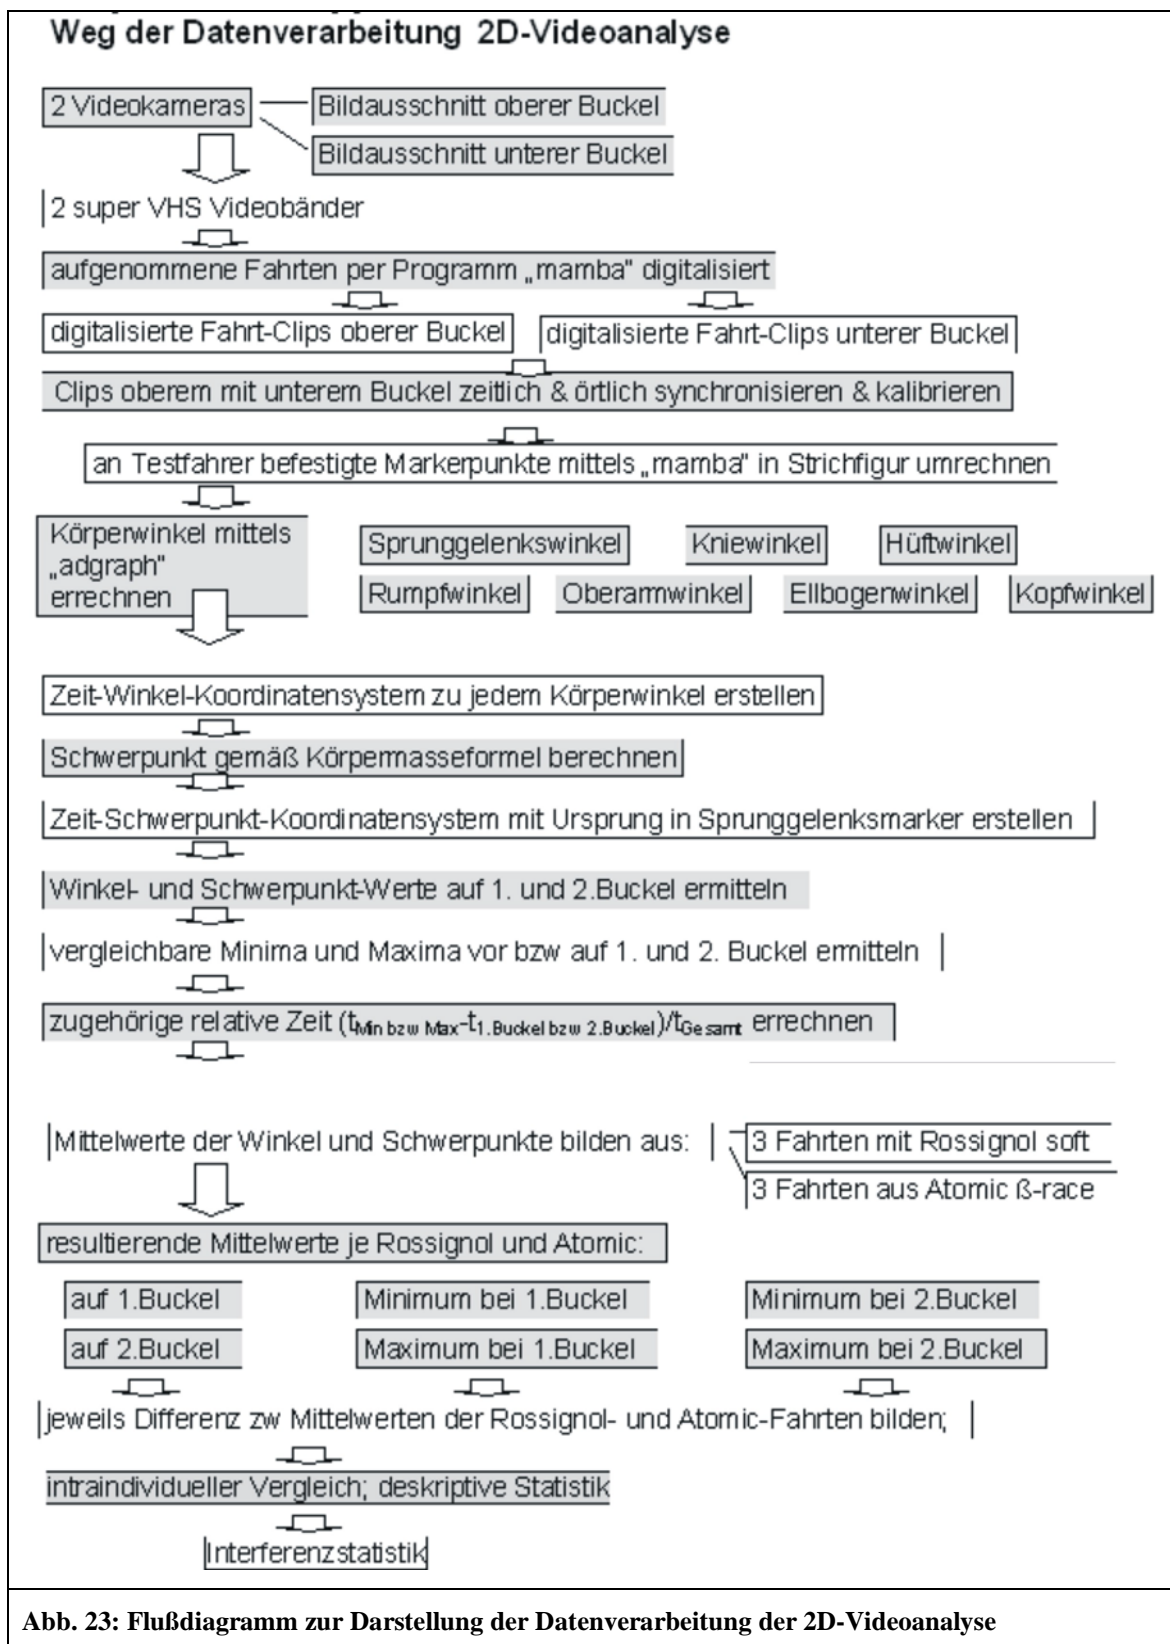 Weg der Datenverarbeitung 2D-Videoanalyse
2 Videokameras
Bildausschnitt oberer Buckel
Bildausschnitt unterer Buckel
2 super VHS Videobänder
aufgenommene Fahrten per Programm „mamba" digitalisiert
digitalisierte Fahrt-Clips oberer Buckel
digitalisierte Fahrt-Clips unterer Buckel
Clips oberem mit unterem Buckel zeitlich & örtlich synchronisieren & kalibrieren
an Testfahrer befestigte Markerpunkte mittels „mamba" in Strichfigur umrechnen
Körperwinkel mittels
„adgraph"
errechnen
Sprunggelenkswinkel
Kniewinkel
Hüftwinkel
Rumpfwinkel
Oberarmwinkel
Ellbogenwinkel
Kopfwinkel
Zeit-Winkel-Koordinatensystem zu jedem Körperwinkel erstellen
Schwerpunkt gemäß Körpermasseformel berechnen
Zeit-Schwerpunkt-Koordinatensystem mit Ursprung in Sprunggelenksmarker erstellen
Winkel- und Schwerpunkt-Werte auf 1. und 2.Buckel ermitteln
vergleichbare Minima und Maxima vor bzw auf 1. und 2. Buckel ermitteln
zugehörige relative Zeit (tMin bzw Max-t1.Buckel bzw 2.Buckel)/tGesamt errechnen
Mittelwerte der Winkel und Schwerpunkte bilden aus:
3 Fahrten mit Rossignol soft
3 Fahrten aus Atomic ß-race
resultierende Mittelwerte je Rossignol und Atomic:
auf 1.Buckel
Minimum bei 1.Buckel
Minimum bei 2.Buckel
auf 2.Buckel
Maximum bei 1.Buckel
Maximum bei 2.Buckel
jeweils Differenz zw Mittelwerten der Rossignol- und Atomic-Fahrten bilden;
intraindividueller Vergleich; deskriptive Statistik
Interferenzstatistik
Abb. 23: Flußdiagramm zur Darstellung der Datenverarbeitung der 2D-Videoanalyse